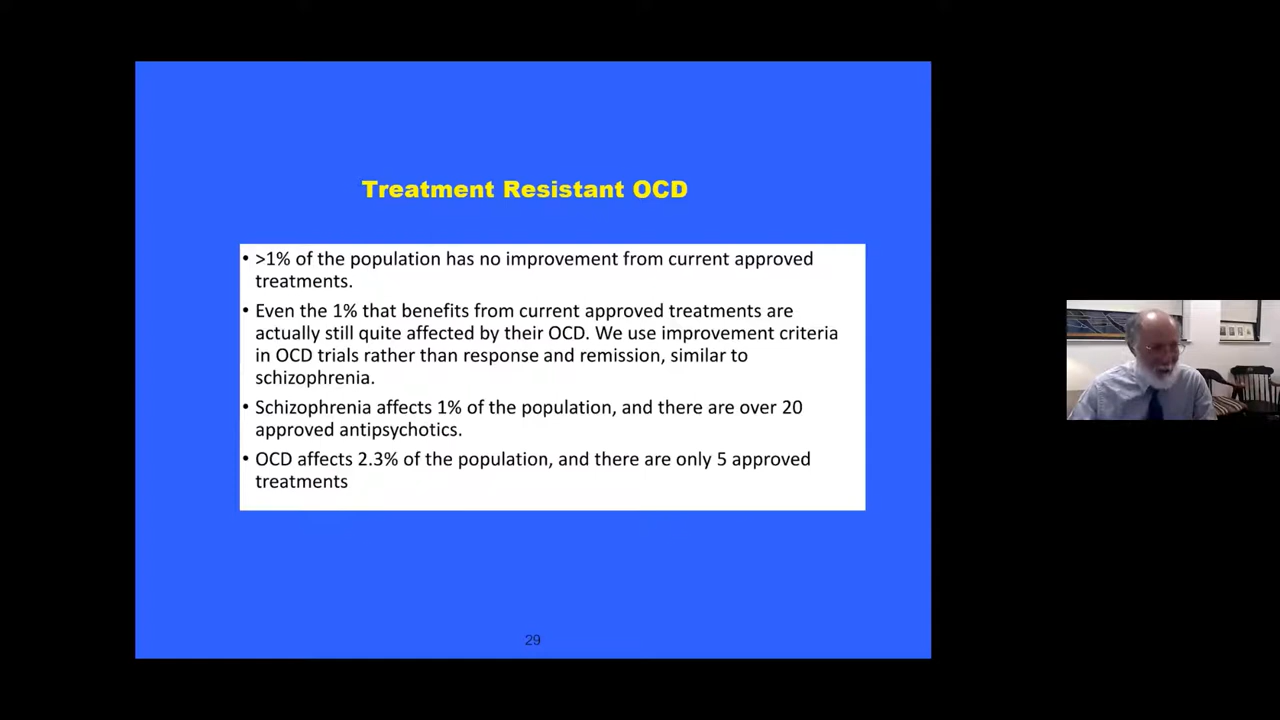 Treatment Resistant OCD
• >1% of the population has no improvement from current approved
treatments.
• Even the 1% that benefits from current approved treatments are
actually still quite affected by their OCD. We use improvement criteria
in OCD trials rather than response and remission, similar to
schizophrenia.
• Schizophrenia affects 1% of the population, and there are over 20
approved antipsychotics.
• OCD affects 2.3% of the population, and there are only 5 approved
treatments
29